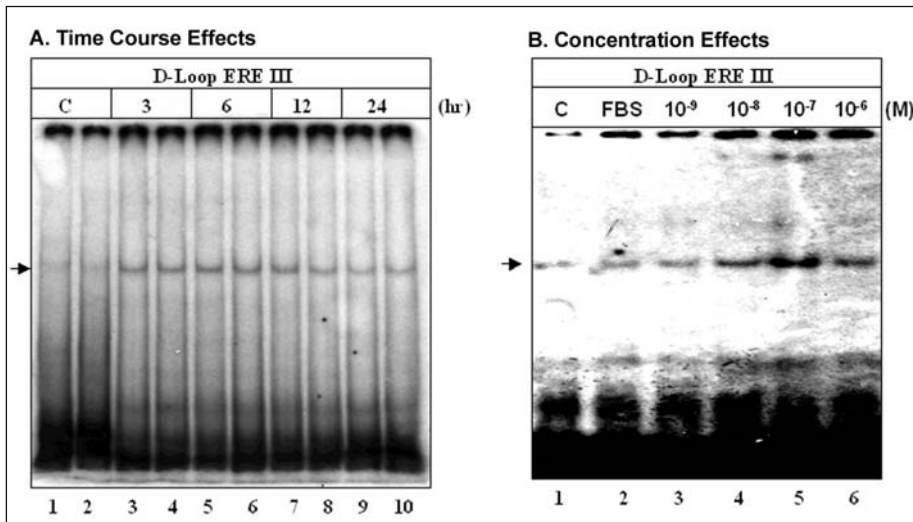 A. Time Course Effects
D-Loop ERE III
C 3 6 12 24 (hr)
1 2 3 4 5 6 7 8 9 10
B. Concentration Effects
D-Loop ERE III
C FBS 10⁻⁹ 10⁻⁸ 10⁻⁷ 10⁻⁶ (M)
1 2 3 4 5 6